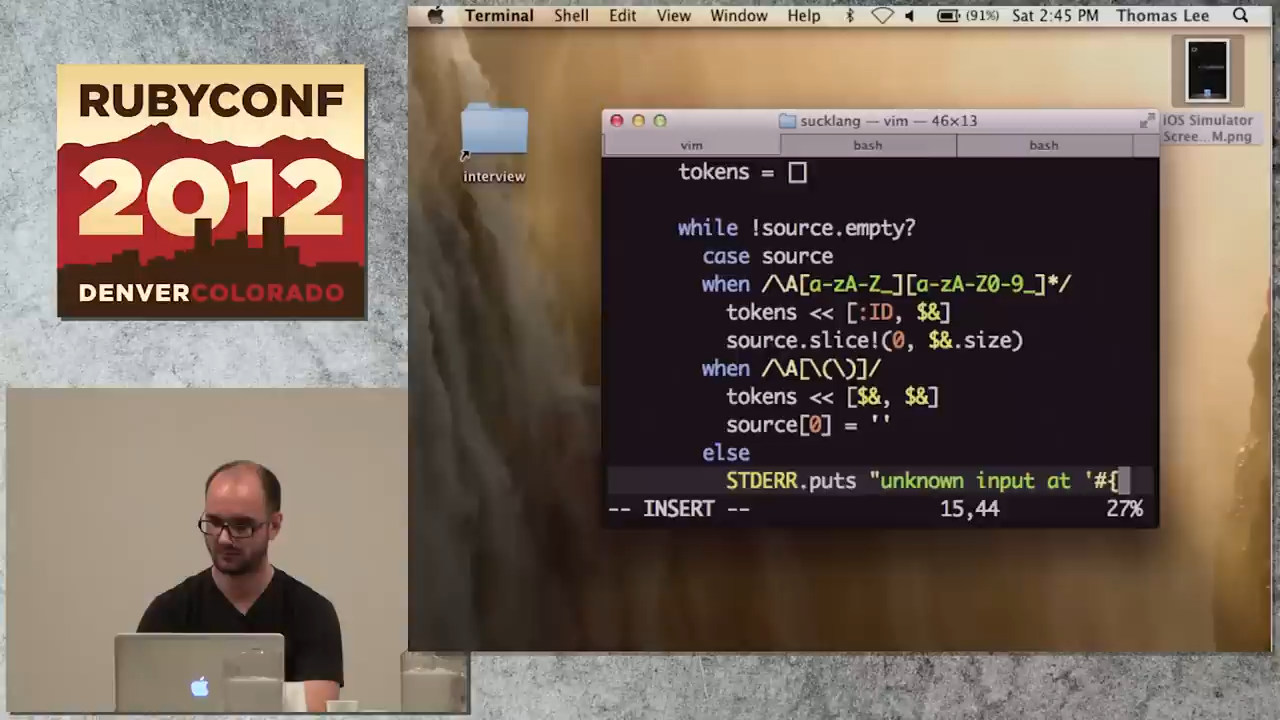 RUBYCONF
2012
DENVERCOLORADO
Terminal Shell Edit View Window Help (91%) Sat 2:45 PM Thomas Lee
interview
iOS Simulator
Scree...M.png
sucklang — vim — 46×13
vim bash bash
tokens = []
while !source.empty?
case source
when /\A[a-zA-Z_][a-zA-Z0-9_]*/
tokens << [:ID, $&]
source.slice!(0, $&.size)
when /\A[\(\)]/
tokens << [$&, $&]
source[0] = ''
else
STDERR.puts "unknown input at '#{
-- INSERT -- 15,44 27%